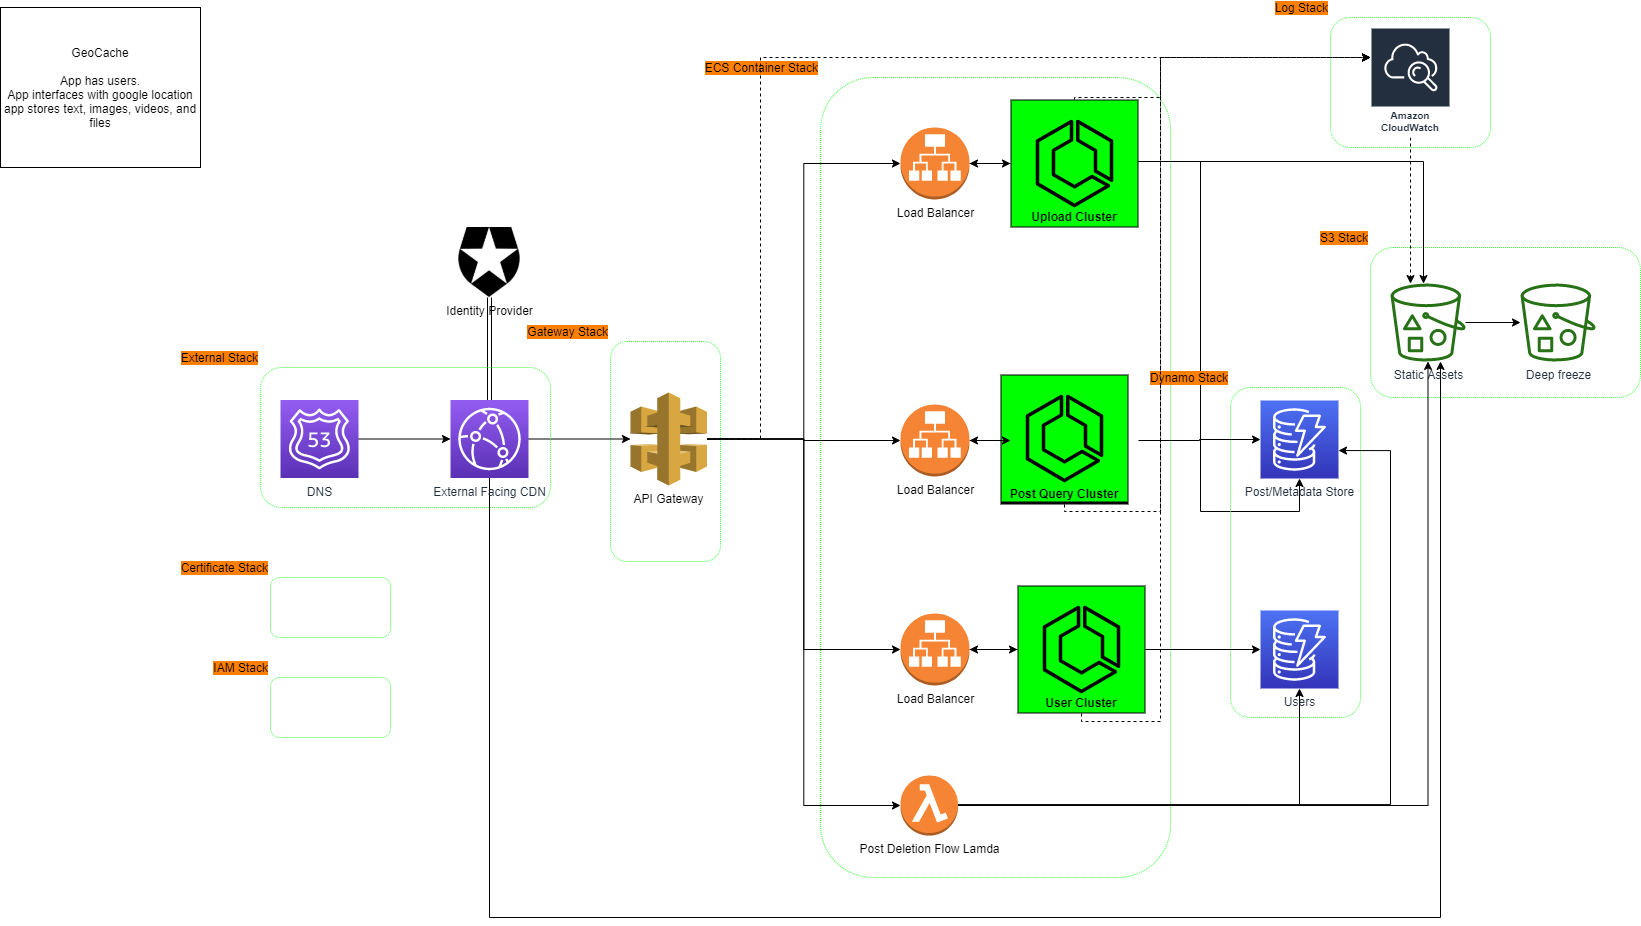 GeoCache
App has users.
App interfaces with google location
app stores text, images, videos, and
files
Log Stack
ECS Container Stack
Amazon
CloudWatch
Load Balancer
Upload Cluster
S3 Stack
Identity Provider
Gateway Stack
External Stack
Static Assets
Deep freeze
Dynamo Stack
53
DNS
External Facing CDN
API Gateway
Load Balancer
Post Query Cluster
Post/Metadata Store
Certificate Stack
IAM Stack
Load Balancer
User Cluster
Users
Post Deletion Flow Lamda